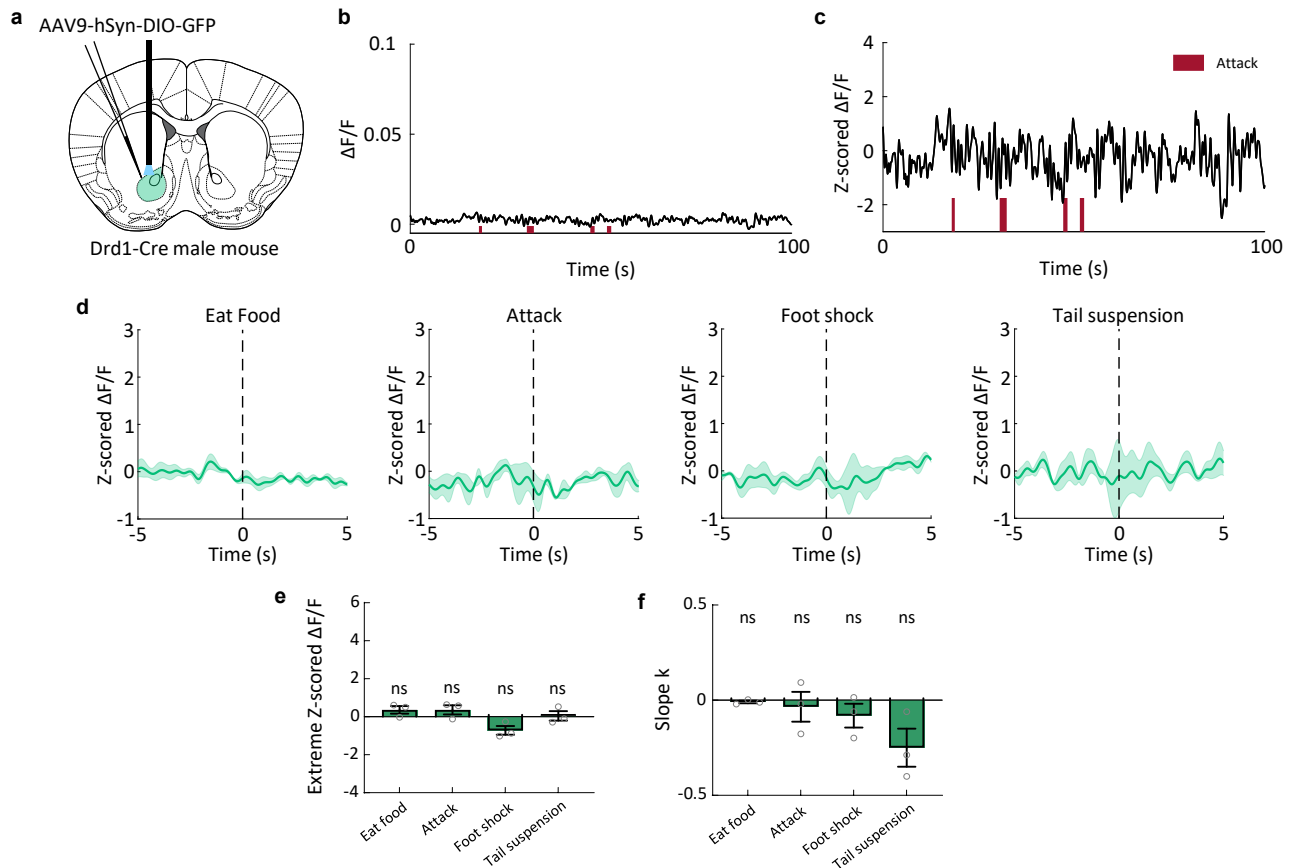 a
AAV9-hSyn-DIO-GFP
Drd1-Cre male mouse
b
0.1
0.05
0
ΔF/F
0
100
Time (s)
c
4
2
0
-2
Z-scored ΔF/F
Attack
0
100
Time (s)
d
Eat Food
3
2
1
0
-1
Z-scored ΔF/F
-5
0
5
Time (s)
Attack
3
2
1
0
-1
Z-scored ΔF/F
-5
0
5
Time (s)
Foot shock
3
2
1
0
-1
Z-scored ΔF/F
-5
0
5
Time (s)
Tail suspension
3
2
1
0
-1
Z-scored ΔF/F
-5
0
5
Time (s)
e
6
4
2
0
-2
-4
Extreme Z-scored ΔF/F
ns
ns
ns
ns
Eat food
Attack
Foot shock
Tail suspension
f
0.5
0
-0.5
Slope k
ns
ns
ns
ns
Eat food
Attack
Foot shock
Tail suspension